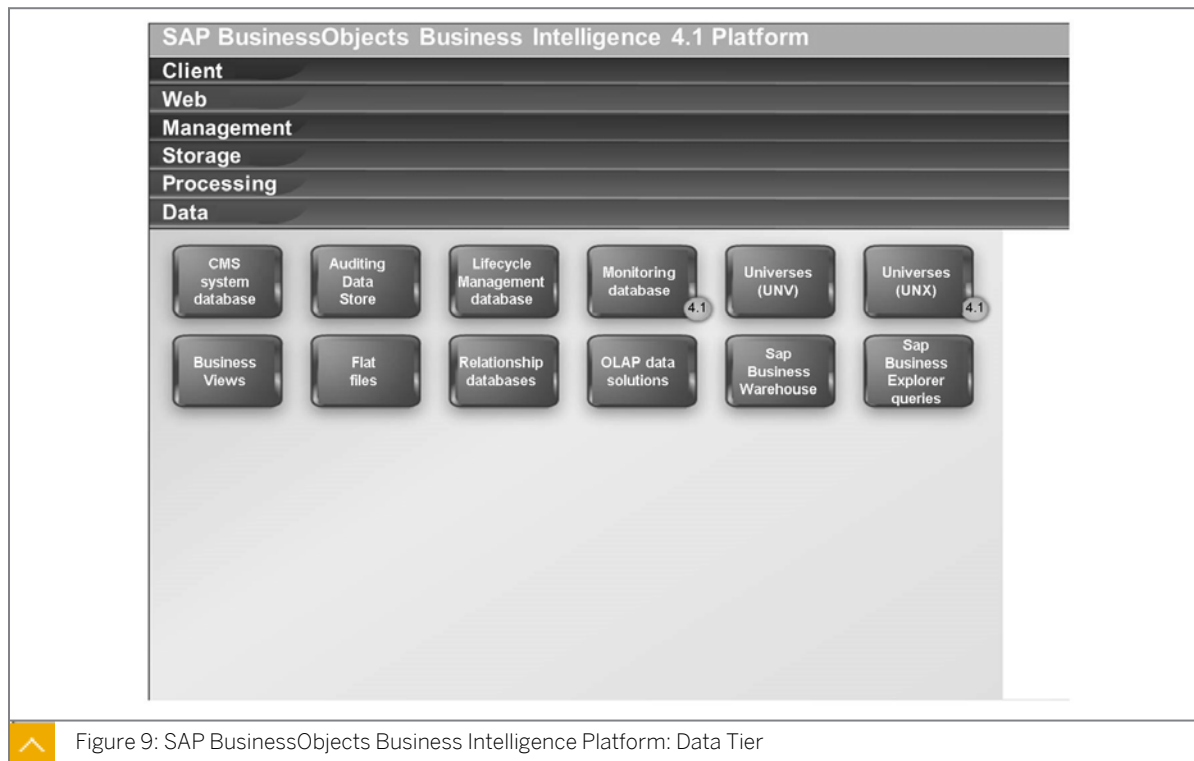 SAP BusinessObjects Business Intelligence 4.1 Platform
Client
Web
Management
Storage
Processing
Data
CMS
system
database
Auditing
Data
Store
Lifecycle
Management
database
Monitoring
database
4.1
Universes
(UNV)
Universes
(UNX)
4.1
Business
Views
Flat
files
Relationship
databases
OLAP data
solutions
Sap
Business
Warehouse
Sap
Business
Explorer
queries
Figure 9: SAP BusinessObjects Business Intelligence Platform: Data Tier